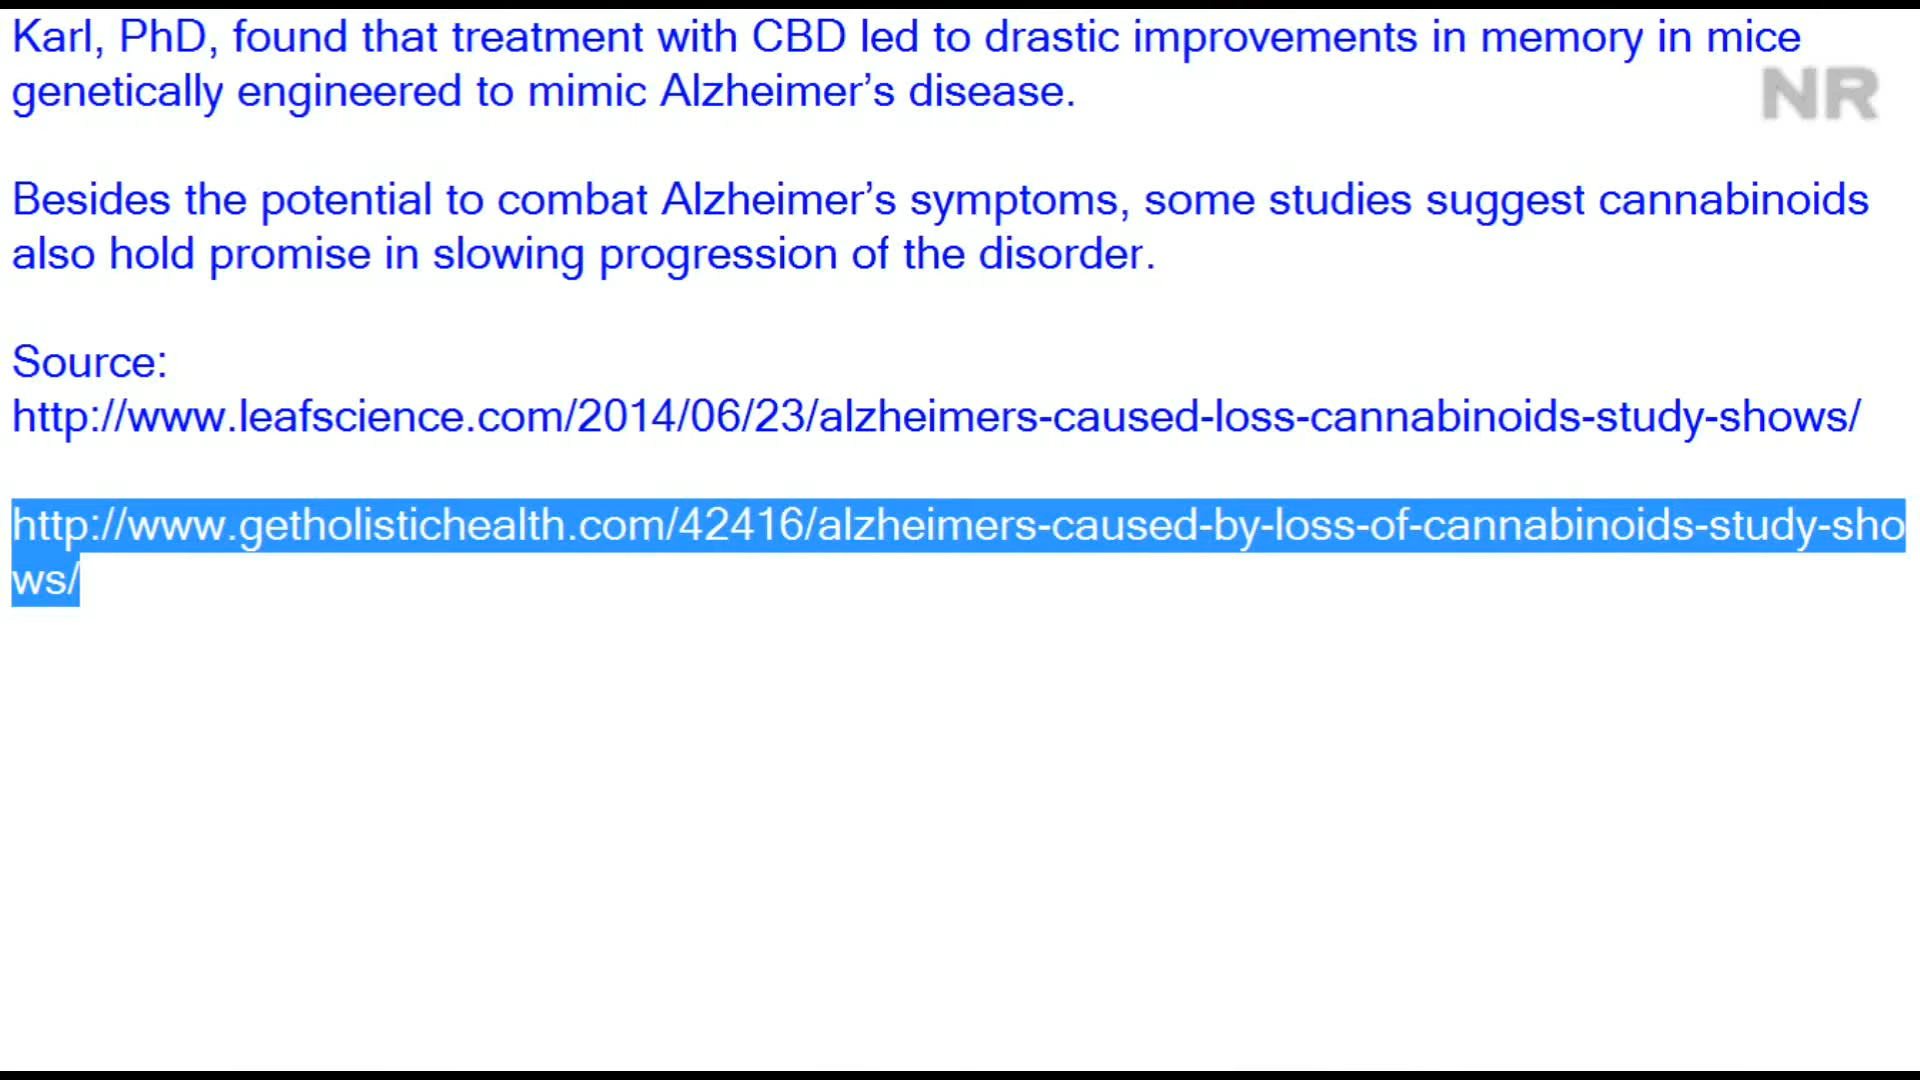 Karl, PhD, found that treatment with CBD led to drastic improvements in memory in mice
genetically engineered to mimic Alzheimer’s disease.
NR
Besides the potential to combat Alzheimer’s symptoms, some studies suggest cannabinoids
also hold promise in slowing progression of the disorder.
Source:
http://www.leafscience.com/2014/06/23/alzheimers-caused-loss-cannabinoids-study-shows/
http://www.getholistichealth.com/42416/alzheimers-caused-by-loss-of-cannabinoids-study-sho
ws/